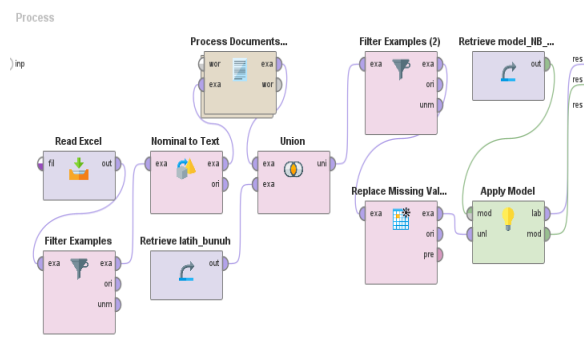 Process
Process Documents...
Filter Examples (2)
Retrieve model_NB_...
inp
wor
exa
exa
wor
exa
exa
ori
unm
out
res
res
res
Read Excel
Nominal to Text
Union
fil
out
exa
exa
ori
exa
uni
exa
Replace Missing Val...
Apply Model
exa
exa
ori
pre
mod
lab
unl
mod
Filter Examples
Retrieve latih_bunuh
exa
exa
ori
unm
out